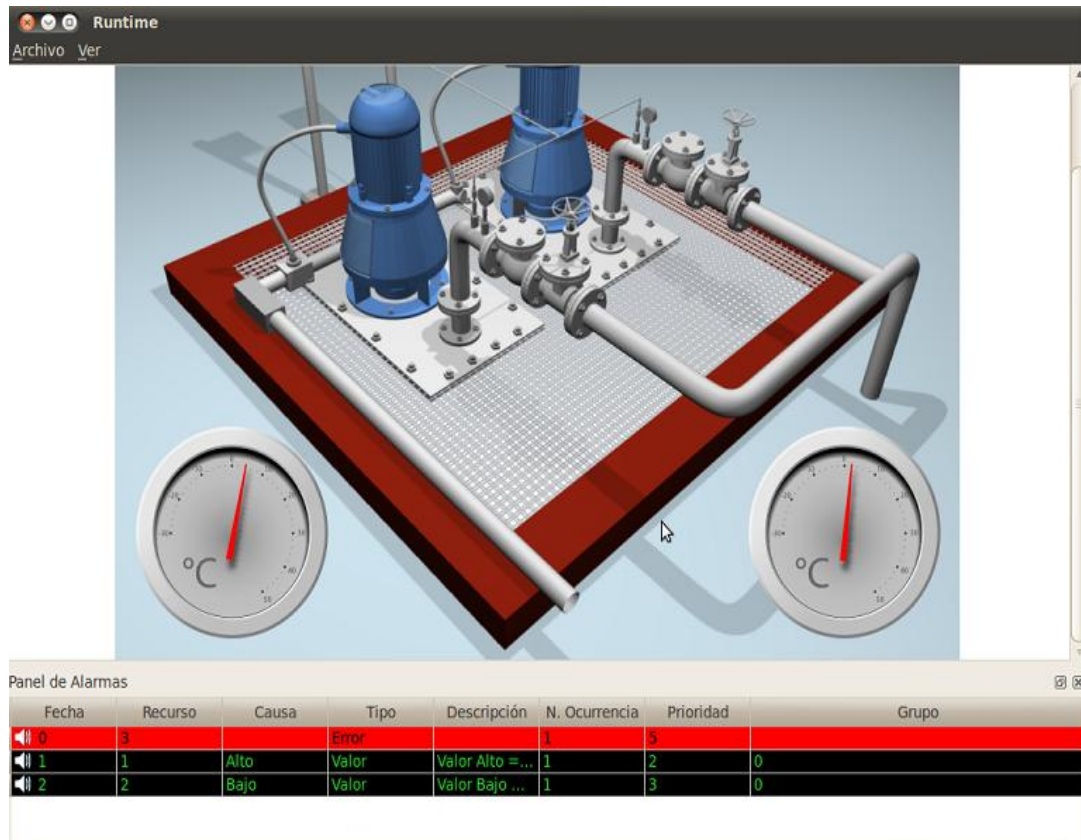 Runtime
Archivo Ver
°C
°C
Panel de Alarmas
Fecha Recurso Causa Tipo Descripción N. Ocurrencia Prioridad Grupo
0 3 Error 1 5
1 1 Alto Valor Valor Alto =... 1 2 0
2 2 Bajo Valor Valor Bajo ... 1 3 0